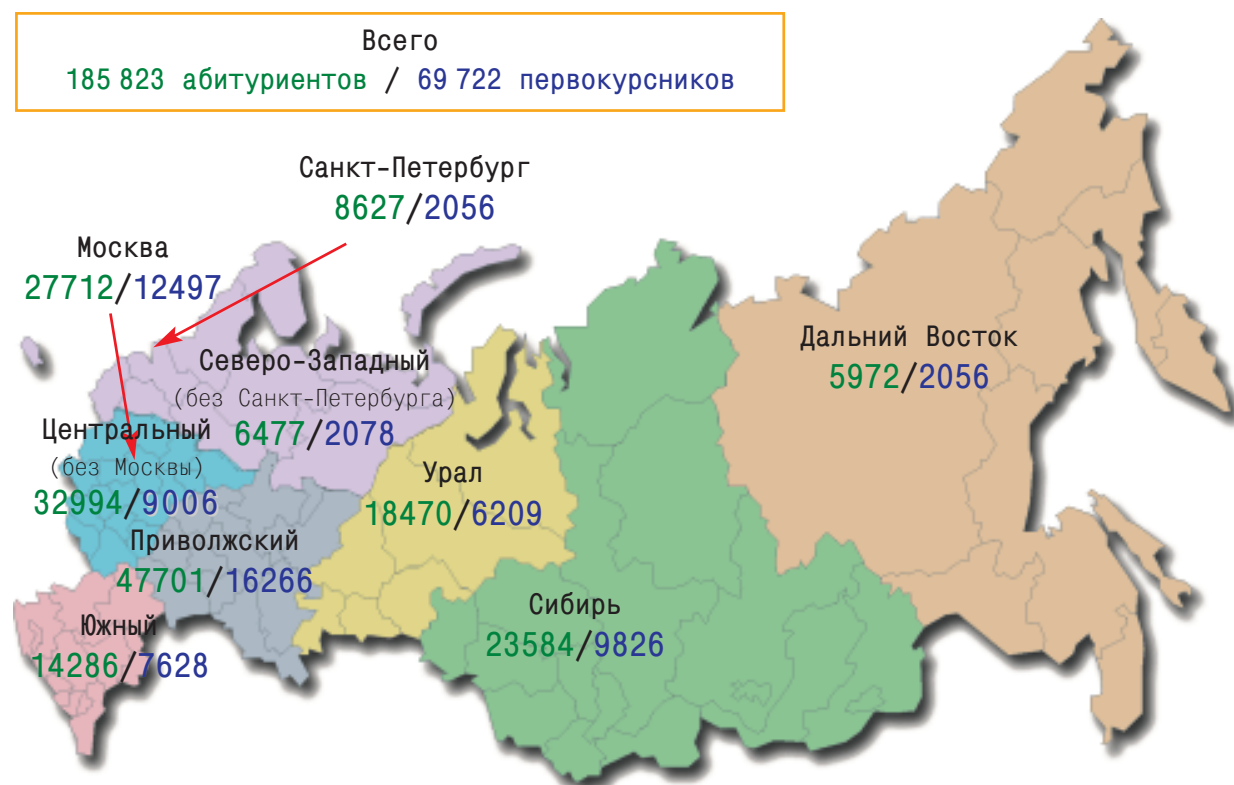 Всего
185 823 абитуриентов / 69 722 первокурсников
Санкт-Петербург
8627/2056
Москва
27712/12497
Дальний Восток
5972/2056
Северо-Западный
(без Санкт-Петербурга)
6477/2078
Центральный
(без Москвы)
32994/9006
Урал
18470/6209
Приволжский
47701/16266
Сибирь
23584/9826
Южный
14286/7628